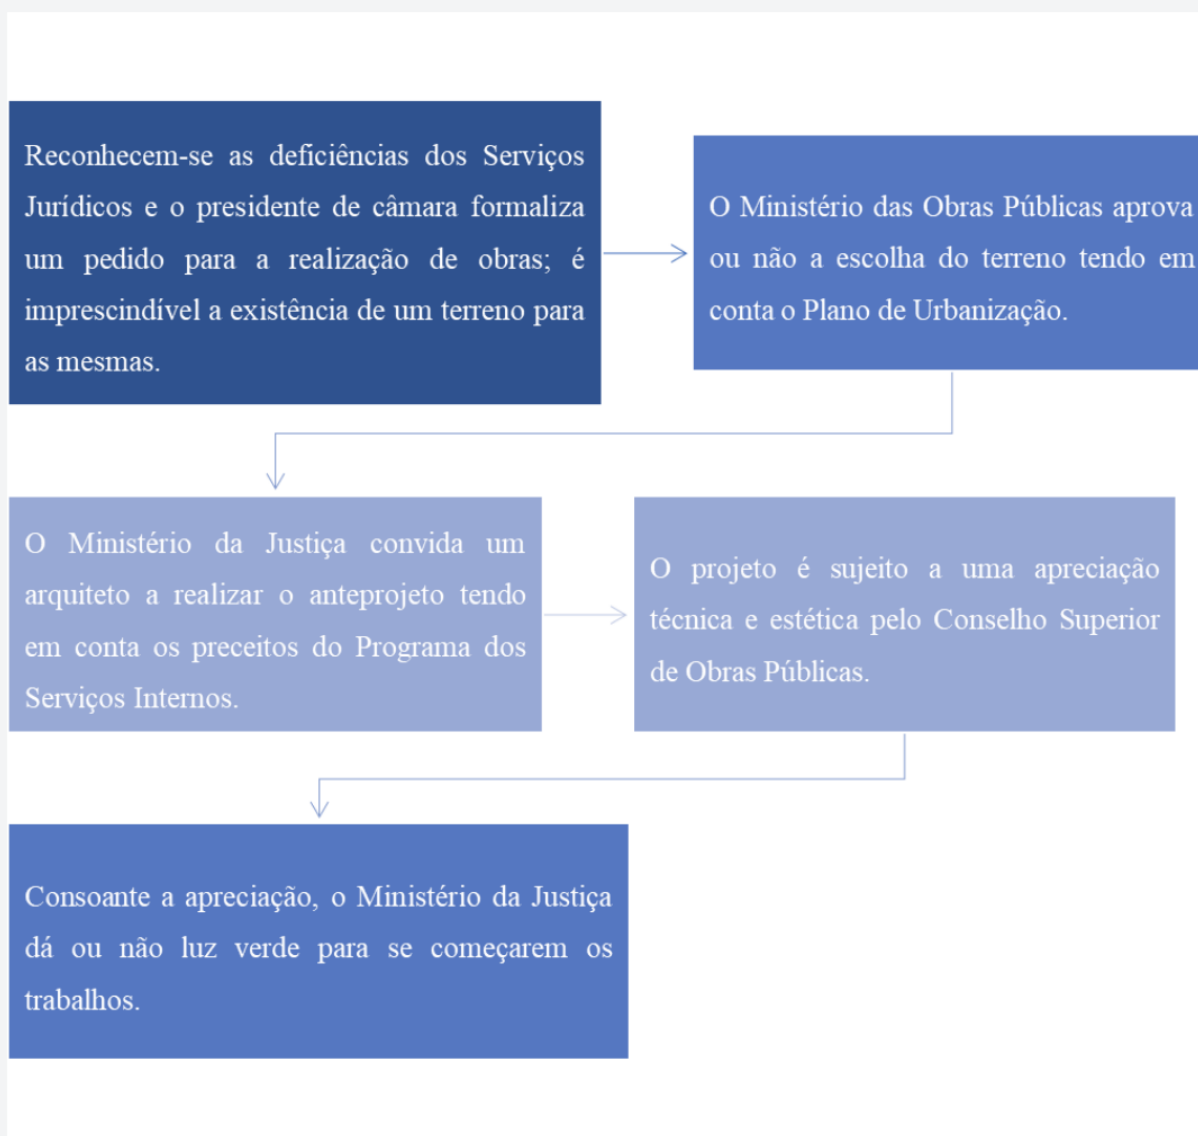 Reconhecem-se as deficiências dos Serviços
Jurídicos e o presidente de câmara formaliza
um pedido para a realização de obras; é
imprescindível a existência de um terreno para
as mesmas.
O Ministério das Obras Públicas aprova
ou não a escolha do terreno tendo em
conta o Plano de Urbanização.
O Ministério da Justiça convida um
arquiteto a realizar o anteprojeto tendo
em conta os preceitos do Programa dos
Serviços Internos.
O projeto é sujeito a uma apreciação
técnica e estética pelo Conselho Superior
de Obras Públicas.
Consoante a apreciação, o Ministério da Justiça
dá ou não luz verde para se começarem os
trabalhos.